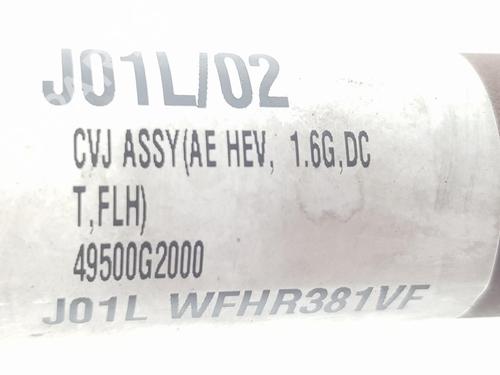 J01L/02
CVJ ASSY(AE HEV, 1.6G,DC
T,FLH)
49500G2000
J01L WFHR381VF